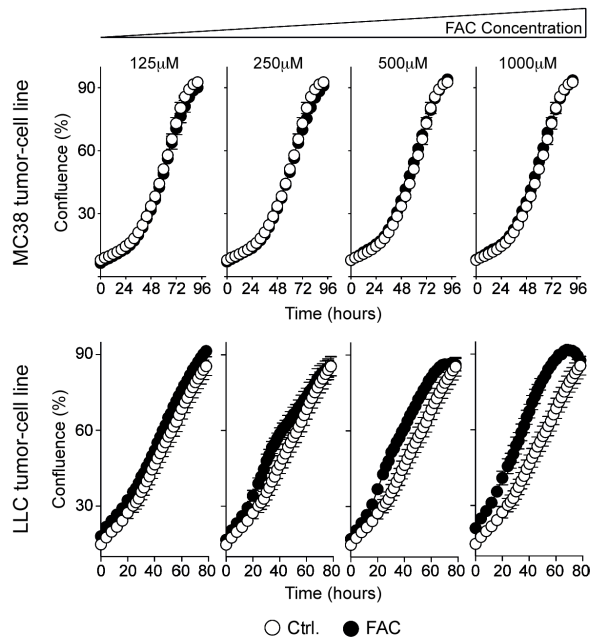 FAC Concentration
125µM 250µM 500µM 1000µM
MC38 tumor-cell line
Confluence (%)
90
60
30
0 24 48 72 96 0 24 48 72 96 0 24 48 72 96 0 24 48 72 96
Time (hours)
LLC tumor-cell line
Confluence (%)
90
60
30
0 20 40 60 80 0 20 40 60 80 0 20 40 60 80 0 20 40 60 80
Time (hours)
Ctrl. FAC